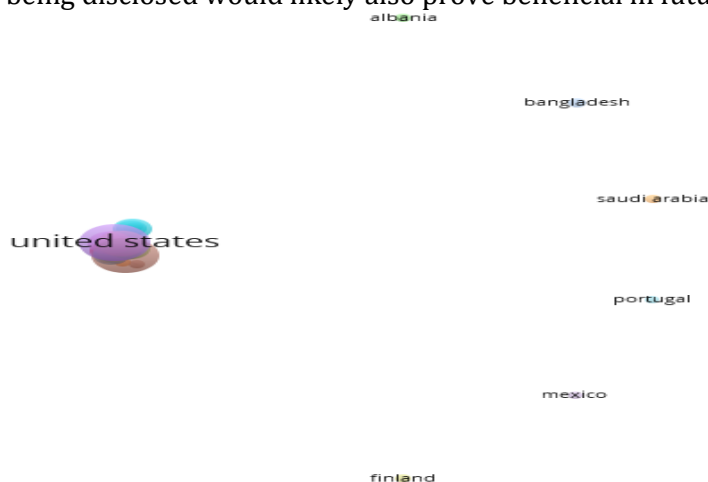 being disclosed would likely also prove beneficial in
albania
bangladesh
saudi arabia
united states
portugal
mexico
finland